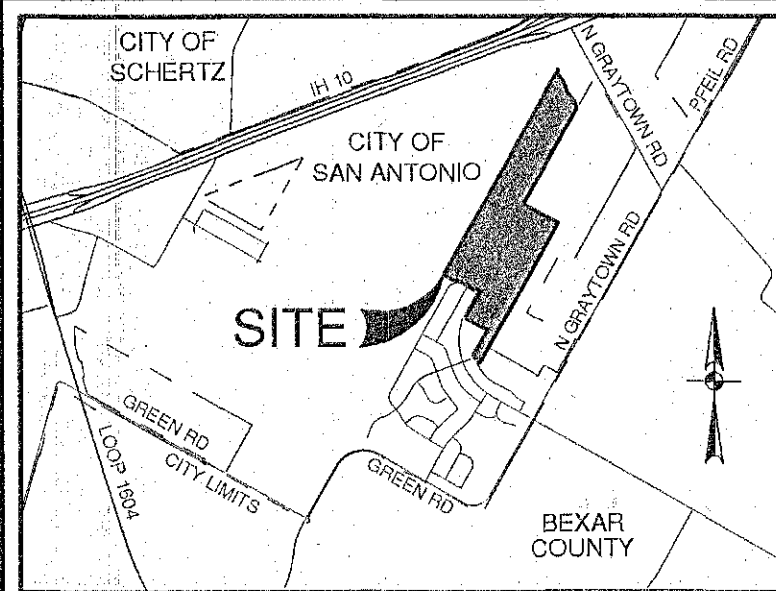 CITY OF
SCHERTZ
IH 10
N GRAYTOWN RD
PFEIL RD
CITY OF
SAN ANTONIO
N GRAYTOWN RD
SITE
GREEN RD
CITY LIMITS
LOOP 1604
GREEN RD
BEXAR
COUNTY